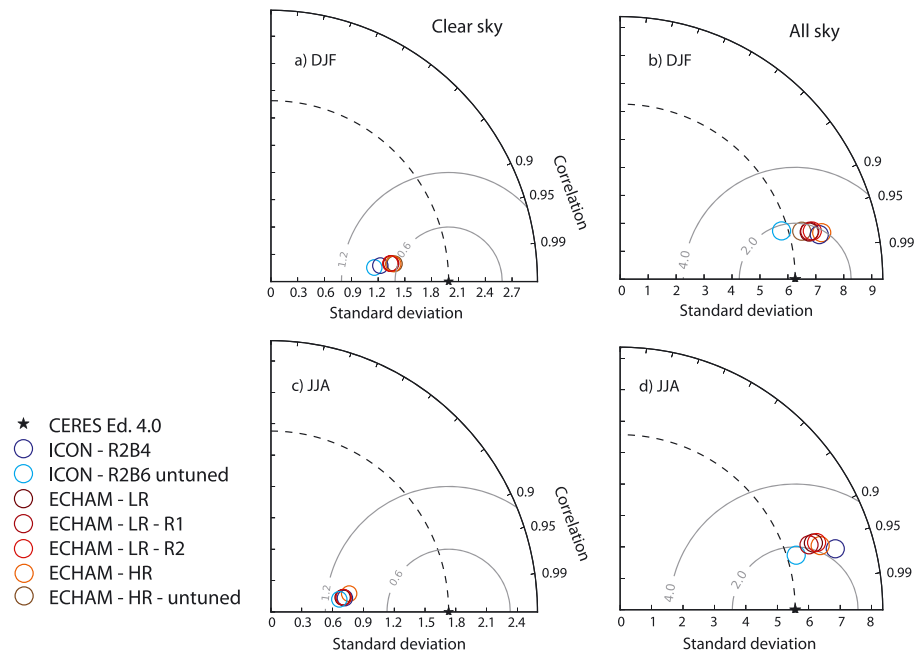 Clear sky
All sky
a) DJF
0.9
0.95
0.99
Correlation
1.2
0.6
0 0.3 0.6 0.9 1.2 1.5 1.8 2.1 2.4 2.7
Standard deviation
b) DJF
0.9
0.95
0.99
4.0
2.0
0 1 2 3 4 5 6 7 8 9
Standard deviation
c) JJA
0.9
0.95
0.99
Correlation
1.2
0.6
0 0.3 0.6 0.9 1.2 1.5 1.8 2.1 2.4
Standard deviation
d) JJA
0.9
0.95
0.99
4.0
2.0
0 1 2 3 4 5 6 7 8
Standard deviation
CERES Ed. 4.0
ICON - R2B4
ICON - R2B6 untuned
ECHAM - LR
ECHAM - LR - R1
ECHAM - LR - R2
ECHAM - HR
ECHAM - HR - untuned